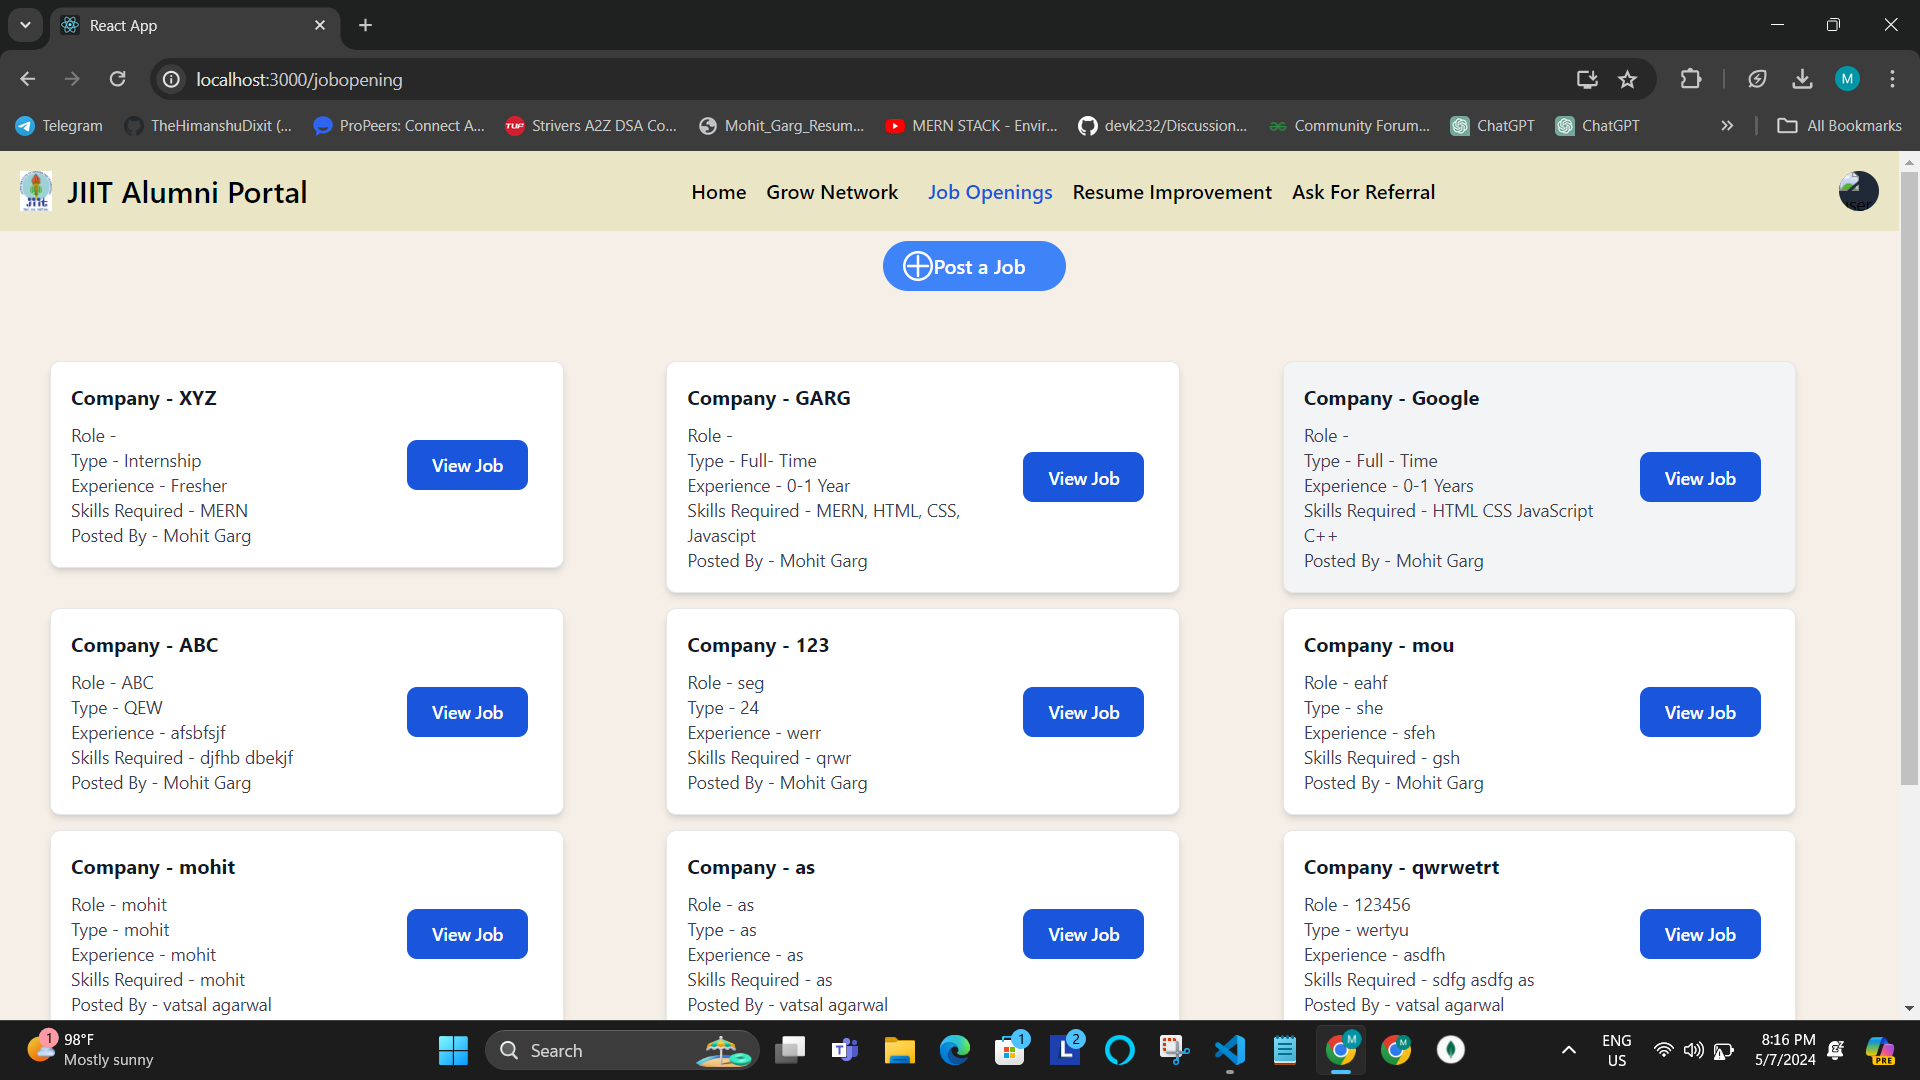 React App
localhost:3000/jobopening
M
Telegram
TheHimanshuDixit (...
ProPeers: Connect A...
TUF
Strivers A2Z DSA Co...
Mohit_Garg_Resum...
MERN STACK - Envir...
devk232/Discussion...
Community Forum...
ChatGPT
ChatGPT
All Bookmarks
JIIT
JIIT Alumni Portal
Home
Grow Network
Job Openings
Resume Improvement
Ask For Referral
user
Post a Job
Company - XYZ
Role -
Type - Internship
Experience - Fresher
Skills Required - MERN
Posted By - Mohit Garg
View Job
Company - GARG
Role -
Type - Full- Time
Experience - 0-1 Year
Skills Required - MERN, HTML, CSS,
Javascipt
Posted By - Mohit Garg
View Job
Company - Google
Role -
Type - Full - Time
Experience - 0-1 Years
Skills Required - HTML CSS JavaScript
C++
Posted By - Mohit Garg
View Job
Company - ABC
Role - ABC
Type - QEW
Experience - afsbfsjf
Skills Required - djfhb dbekjf
Posted By - Mohit Garg
View Job
Company - 123
Role - seg
Type - 24
Experience - werr
Skills Required - qrwr
Posted By - Mohit Garg
View Job
Company - mou
Role - eahf
Type - she
Experience - sfeh
Skills Required - gsh
Posted By - Mohit Garg
View Job
Company - mohit
Role - mohit
Type - mohit
Experience - mohit
Skills Required - mohit
Posted By - vatsal agarwal
View Job
Company - as
Role - as
Type - as
Experience - as
Skills Required - as
Posted By - vatsal agarwal
View Job
Company - qwrwetrt
Role - 123456
Type - wertyu
Experience - asdfh
Skills Required - sdfg asdfg as
Posted By - vatsal agarwal
View Job
1
98°F
Mostly sunny
Search
T
1
L
2
M
M
ENG
US
8:16 PM
5/7/2024
PRE